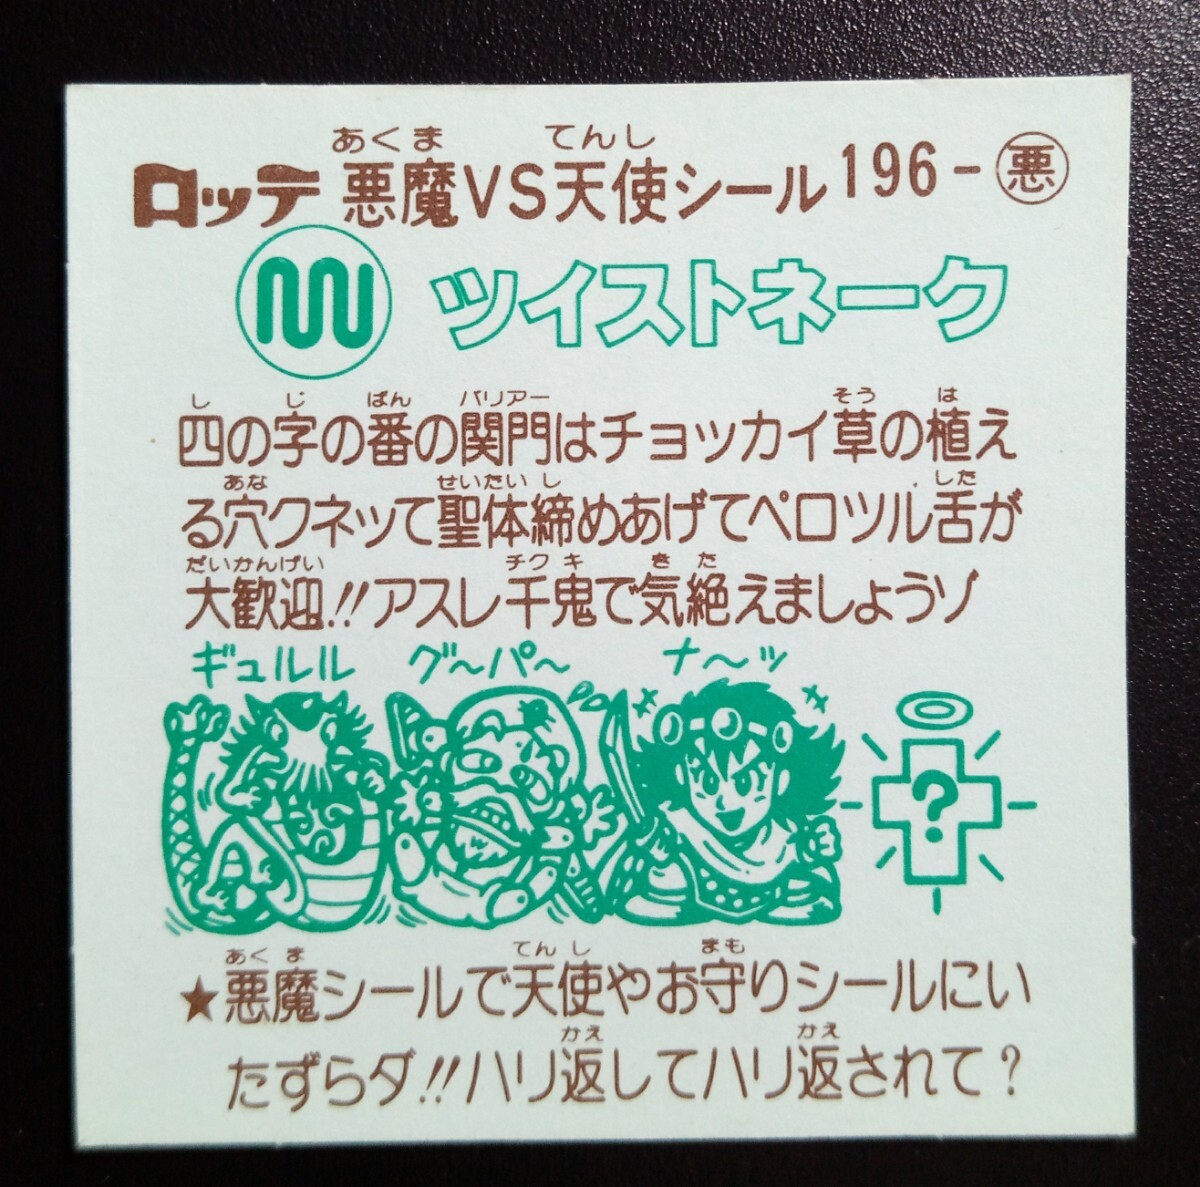 あくま てんし
ロッテ 悪魔VS天使シール 196-悪
ツイストネーク
し じ ばん バリアー そう は
四の字の番の関門はチョッカイ草の植え
あな せいたいし した
る穴クネッて聖体締めあげてペロツル舌が
だいかんげい チクキ きた
大歓迎!!アスレ千鬼で気絶えましょうゾ
ギュルル グ〜パ〜 ナ〜ッ
?
あくま てんし まも
★悪魔シールで天使やお守りシールにい
かえ かえ
たずらダ!!ハリ返してハリ返されて?